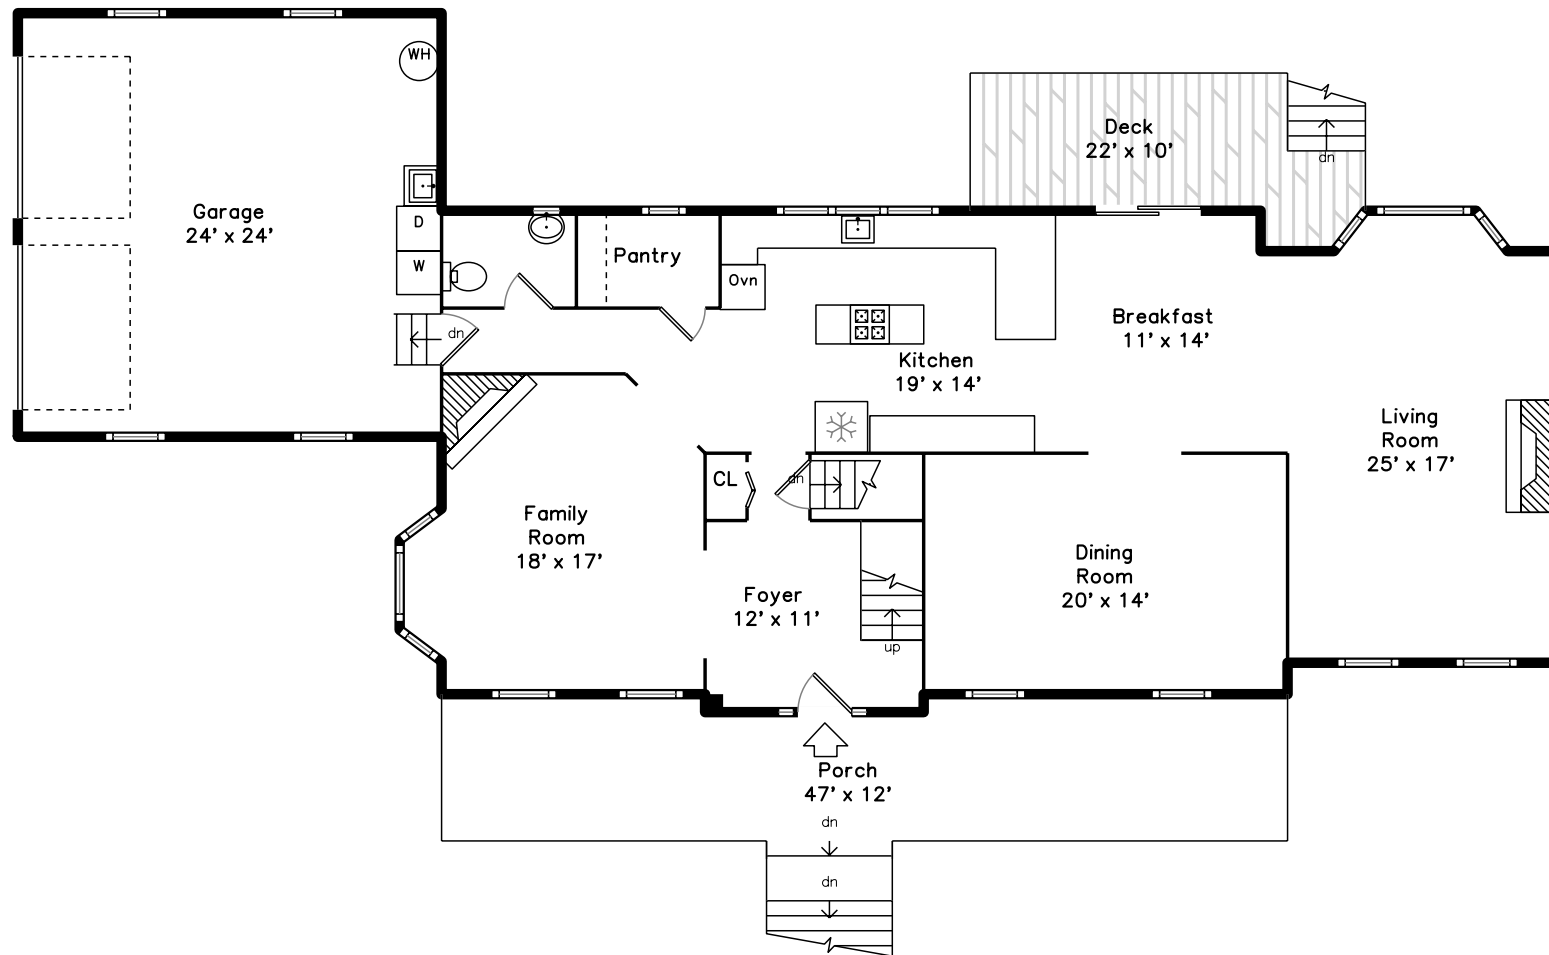 WH
Deck
22' x 10'
dn
Garage
24' x 24'
D
W
Pantry
Ovn
dn
Breakfast
11' x 14'
Kitchen
19' x 14'
Living
Room
25' x 17'
CL
dn
Family
Room
18' x 17'
Dining
Room
20' x 14'
Foyer
12' x 11'
up
Porch
47' x 12'
dn
dn